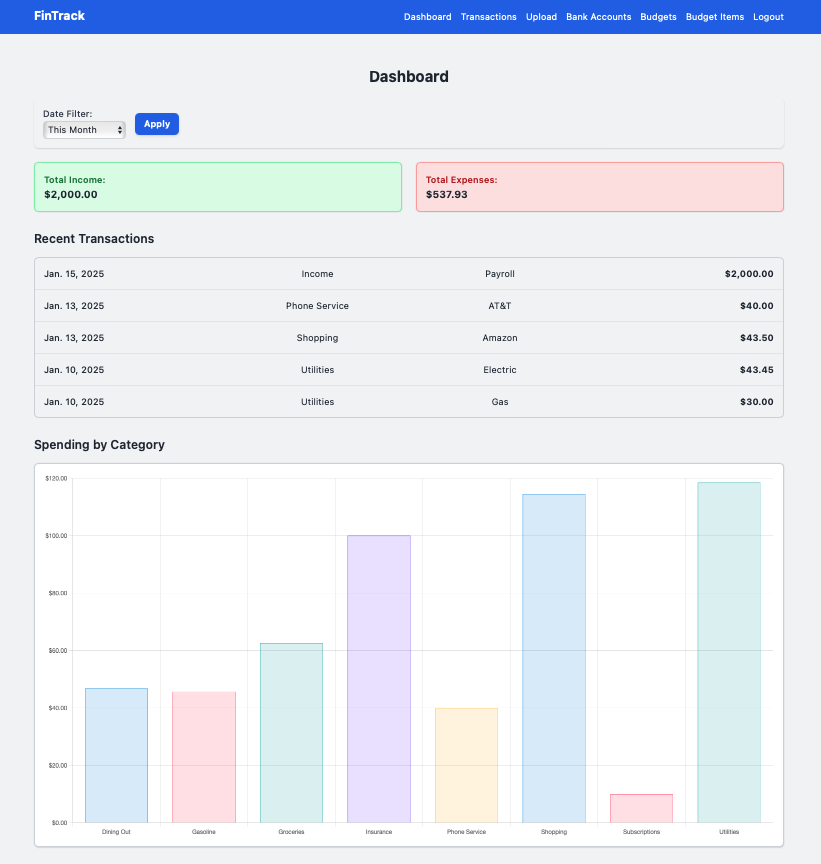 FinTrack
Dashboard Transactions Upload Bank Accounts Budgets Budget Items Logout
Dashboard
Date Filter:
This Month
Apply
Total Income:
$2,000.00
Total Expenses:
$537.93
Recent Transactions
Jan. 15, 2025 Income Payroll $2,000.00
Jan. 13, 2025 Phone Service AT&T $40.00
Jan. 13, 2025 Shopping Amazon $43.50
Jan. 10, 2025 Utilities Electric $43.45
Jan. 10, 2025 Utilities Gas $30.00
Spending by Category
$120.00
$100.00
$80.00
$60.00
$40.00
$20.00
$0.00
Dining Out Gasoline Groceries Insurance Phone Service Shopping Subscriptions Utilities